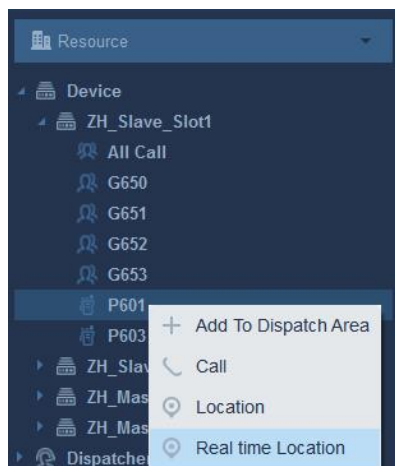 Resource
Device
ZH_Slave_Slot1
All Call
G650
G651
G652
G653
P601
Add To Dispatch Area
P603
ZH_Slav
Call
ZH_Mas
Location
ZH_Mas
Real time Location
Dispatcher